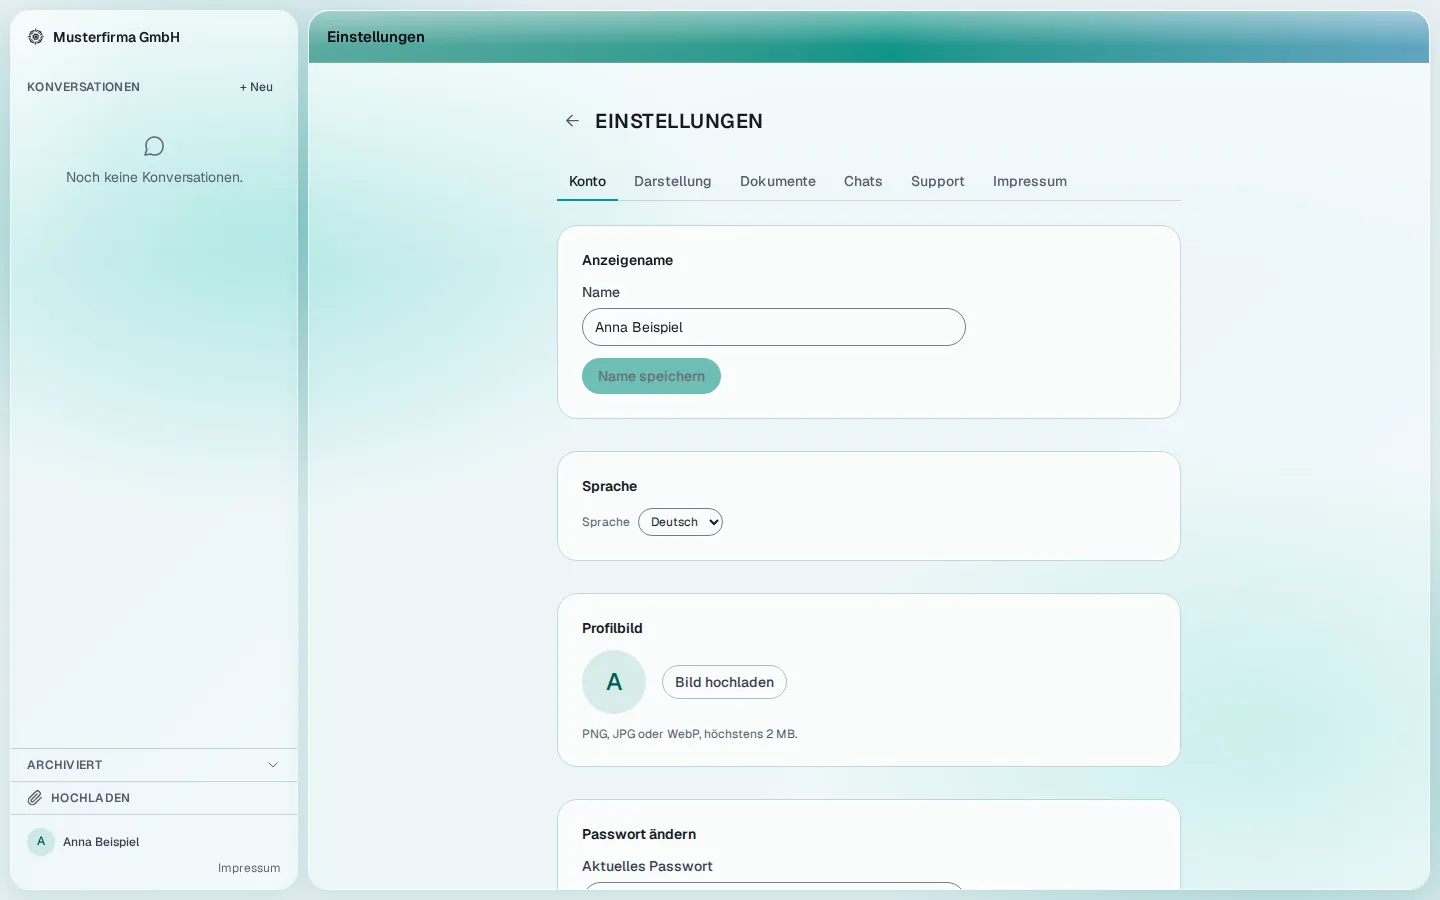 Musterfirma GmbH
KONVERSATIONEN
+ Neu
Noch keine Konversationen.
ARCHIVIERT
HOCHLADEN
A
Anna Beispiel
Impressum
Einstellungen
EINSTELLUNGEN
Konto Darstellung Dokumente Chats Support Impressum
Anzeigename
Name
Anna Beispiel
Name speichern
Sprache
Sprache Deutsch
Profilbild
A
Bild hochladen
PNG, JPG oder WebP, höchstens 2 MB.
Passwort ändern
Aktuelles Passwort